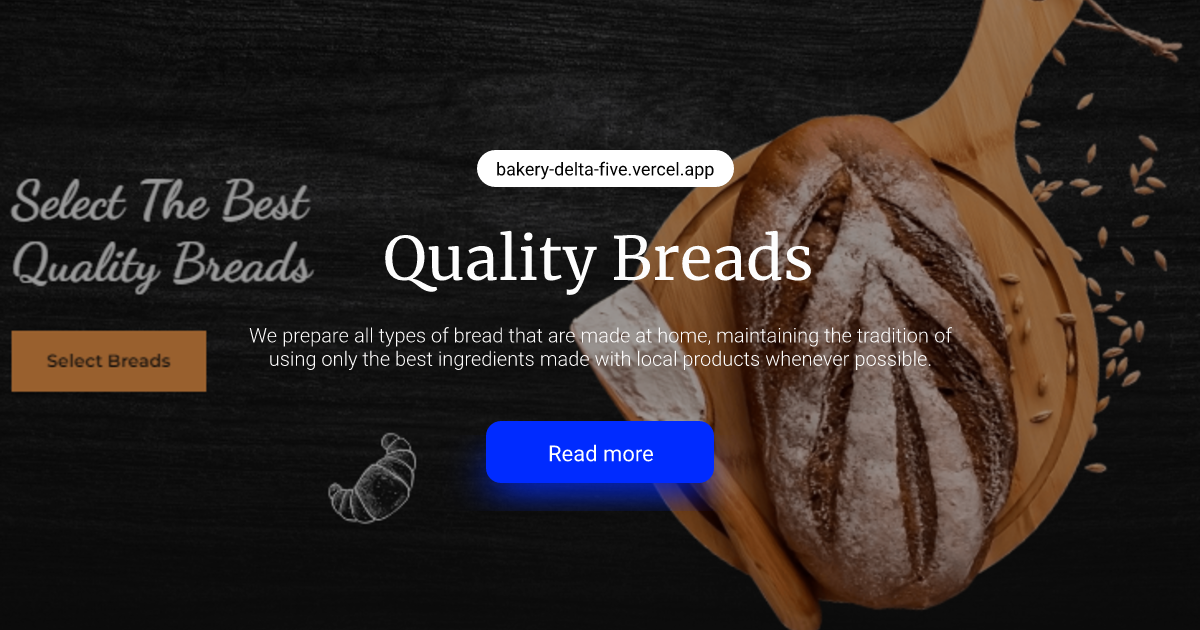 bakery-delta-five.vercel.app
Select The Best
Quality Breads
Quality Breads
We prepare all types of bread that are made at home, maintaining the tradition of
using only the best ingredients made with local products whenever possible.
Select Breads
Read more